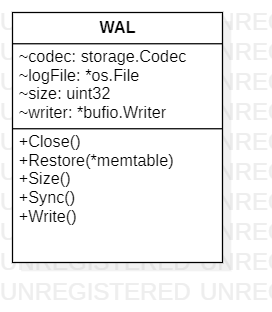 WAL
~codec: storage.Codec
~logFile: *os.File
~size: uint32
~writer: *bufio.Writer
+Close()
+Restore(*memtable)
+Size()
+Sync()
+Write()
UNREGISTERED UNRE